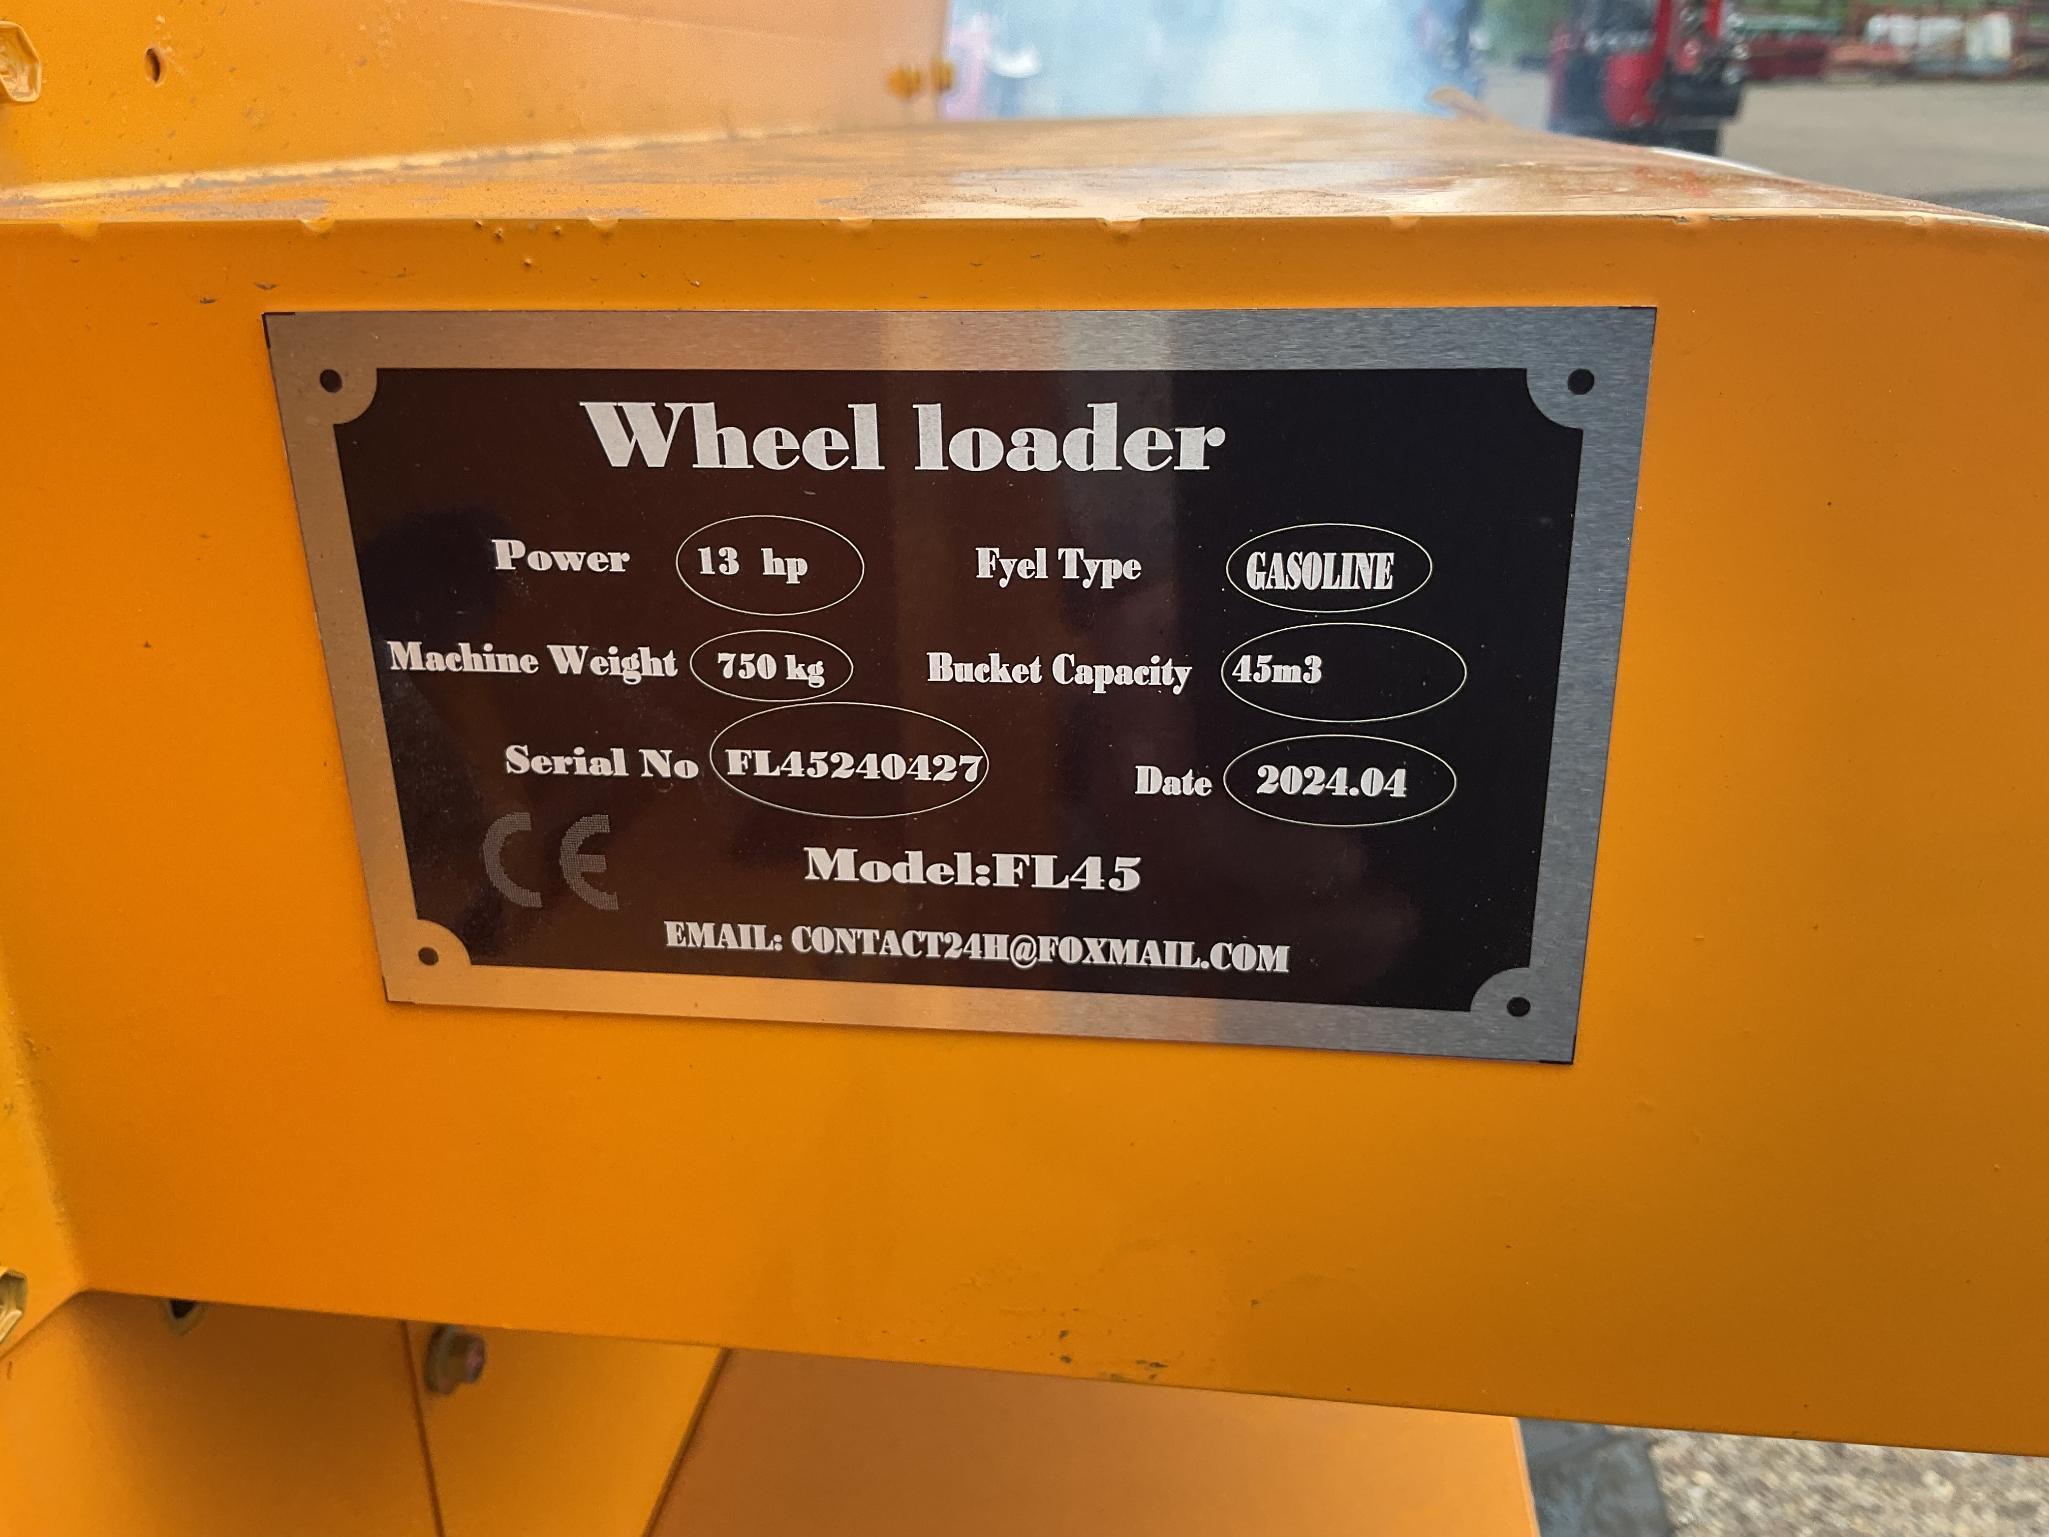 Wheel loader
Power 13 hp Fyel Type GASOLINE
Machine Weight 750 kg Bucket Capacity 45m3
Serial No FL45240427 Date 2024.04
CE
Model:FL45
EMAIL: CONTACT24H@FOXMAIL.COM